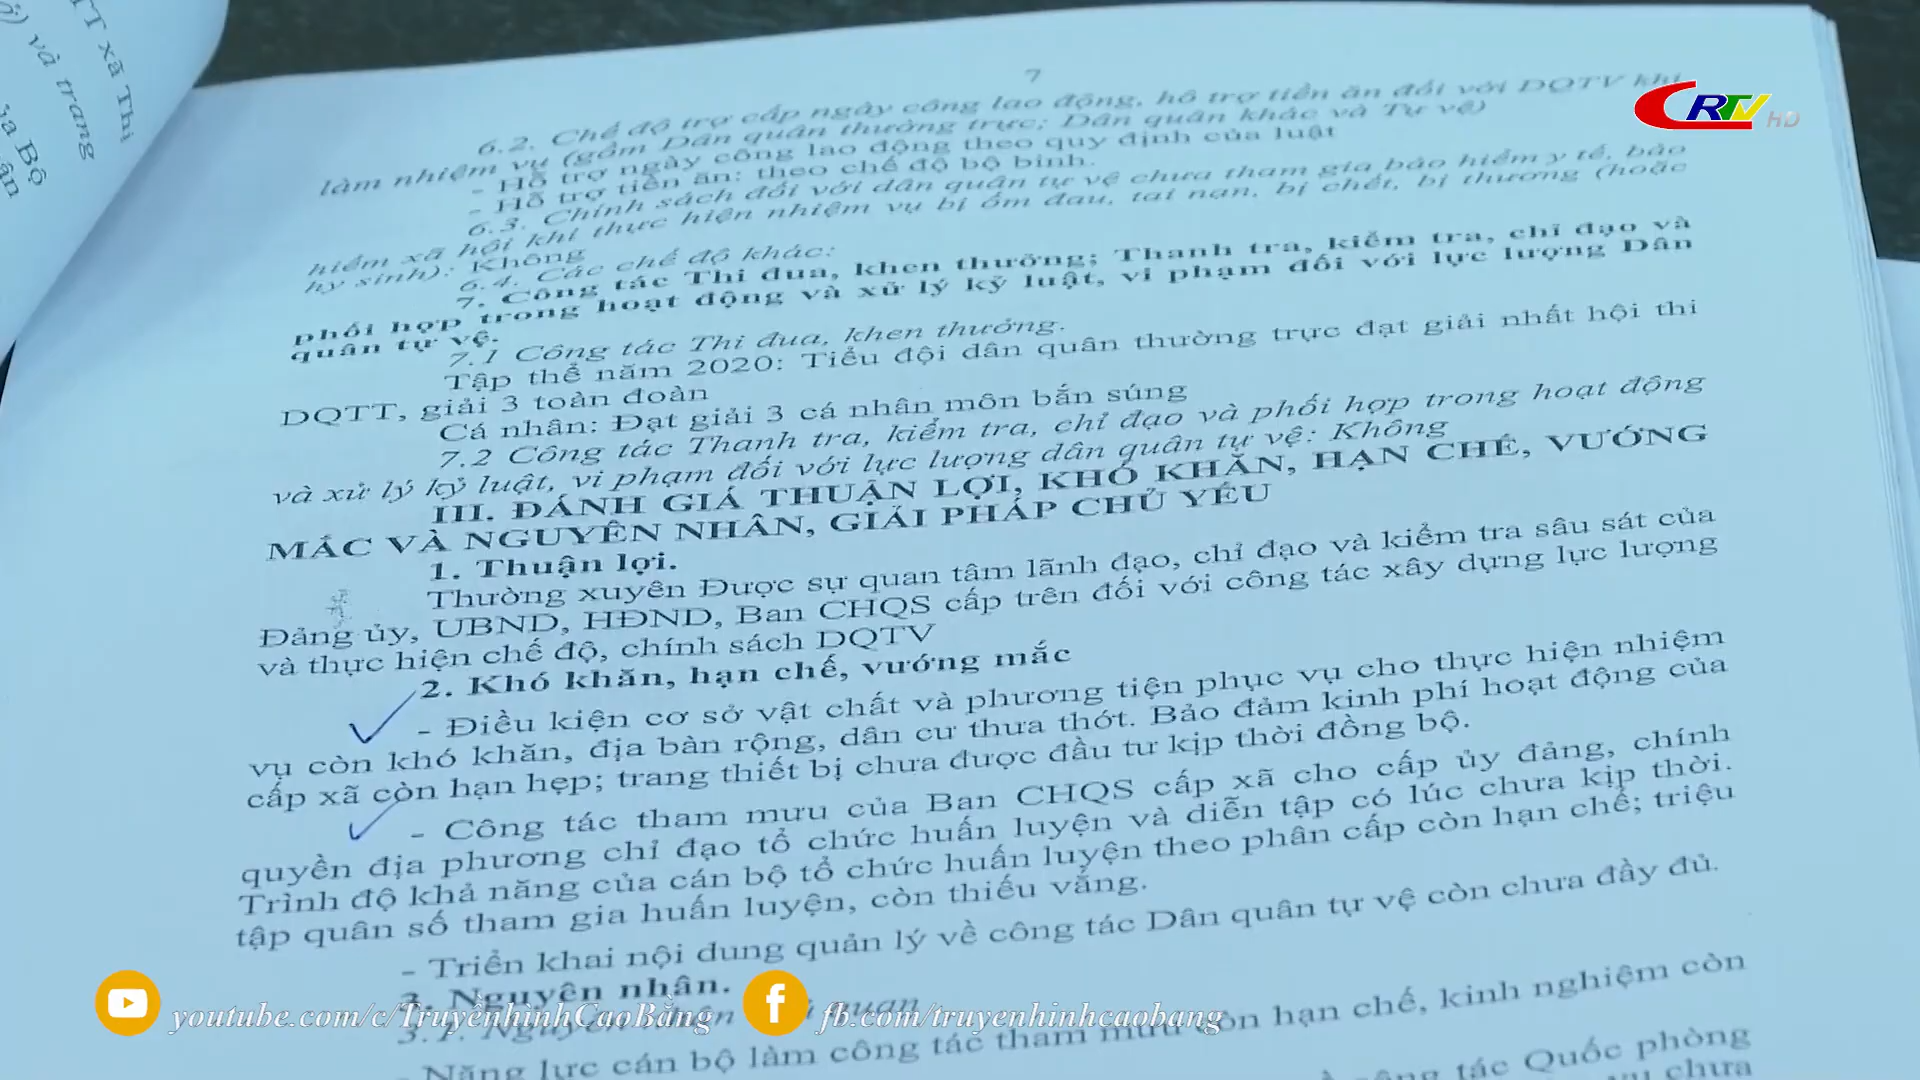 TT xã Thi
và trang
Bộ
7
6.2. Chế độ trợ cấp ngày công lao động, hỗ trợ tiền ăn đối với DQTV khi
làm nhiệm vụ (gồm Dân quân thường trực; Dân quân khác và Tự vệ)
- Hỗ trợ ngày công lao động theo quy định của luật
- Hỗ trợ tiền ăn: theo chế độ bộ binh.
6.3. Chính sách đối với dân quân tự vệ chưa tham gia bảo hiểm y tế, bảo
hiểm xã hội khi thực hiện nhiệm vụ bị ốm đau, tai nạn, bị chết, bị thương (hoặc
hy sinh): Không
6.4. Các chế độ khác:
7. Công tác Thi đua, khen thưởng; Thanh tra, kiểm tra, chỉ đạo và
phối hợp trong hoạt động và xử lý kỷ luật, vi phạm đối với lực lượng Dân
quân tự vệ.
7.1 Công tác Thi đua, khen thưởng.
Tập thể năm 2020: Tiểu đội dân quân thường trực đạt giải nhất hội thi
DQTT, giải 3 toàn đoàn
Cá nhân: Đạt giải 3 cá nhân môn bắn súng
7.2 Công tác Thanh tra, kiểm tra, chỉ đạo và phối hợp trong hoạt động
và xử lý kỷ luật, vi phạm đối với lực lượng dân quân tự vệ: Không
III. ĐÁNH GIÁ THUẬN LỢI, KHÓ KHĂN, HẠN CHẾ, VƯỚNG
MẮC VÀ NGUYÊN NHÂN, GIẢI PHÁP CHỦ YẾU
1. Thuận lợi.
Thường xuyên Được sự quan tâm lãnh đạo, chỉ đạo và kiểm tra sâu sát của
Đảng ủy, UBND, HĐND, Ban CHQS cấp trên đối với công tác xây dựng lực lượng
và thực hiện chế độ, chính sách DQTV
2. Khó khăn, hạn chế, vướng mắc
- Điều kiện cơ sở vật chất và phương tiện phục vụ cho thực hiện nhiệm
vụ còn khó khăn, địa bàn rộng, dân cư thưa thớt. Bảo đảm kinh phí hoạt động của
cấp xã còn hạn hẹp; trang thiết bị chưa được đầu tư kịp thời đồng bộ.
- Công tác tham mưu của Ban CHQS cấp xã cho cấp ủy đảng, chính
quyền địa phương chỉ đạo tổ chức huấn luyện và diễn tập có lúc chưa kịp thời.
Trình độ khả năng của cán bộ tổ chức huấn luyện theo phân cấp còn hạn chế; triệu
tập quân số tham gia huấn luyện, còn thiếu vắng.
- Triển khai nội dung quản lý về công tác Dân quân tự vệ còn chưa đầy đủ.
3. Nguyên nhân.
- Năng lực cán bộ làm công tác tham mưu còn hạn chế, kinh nghiệm còn
công tác Quốc phòng
chưa
CRTV HD
youtube.com/c/TruyềnhìnhCaoBằng
fb.com/truyenhinhcaobang